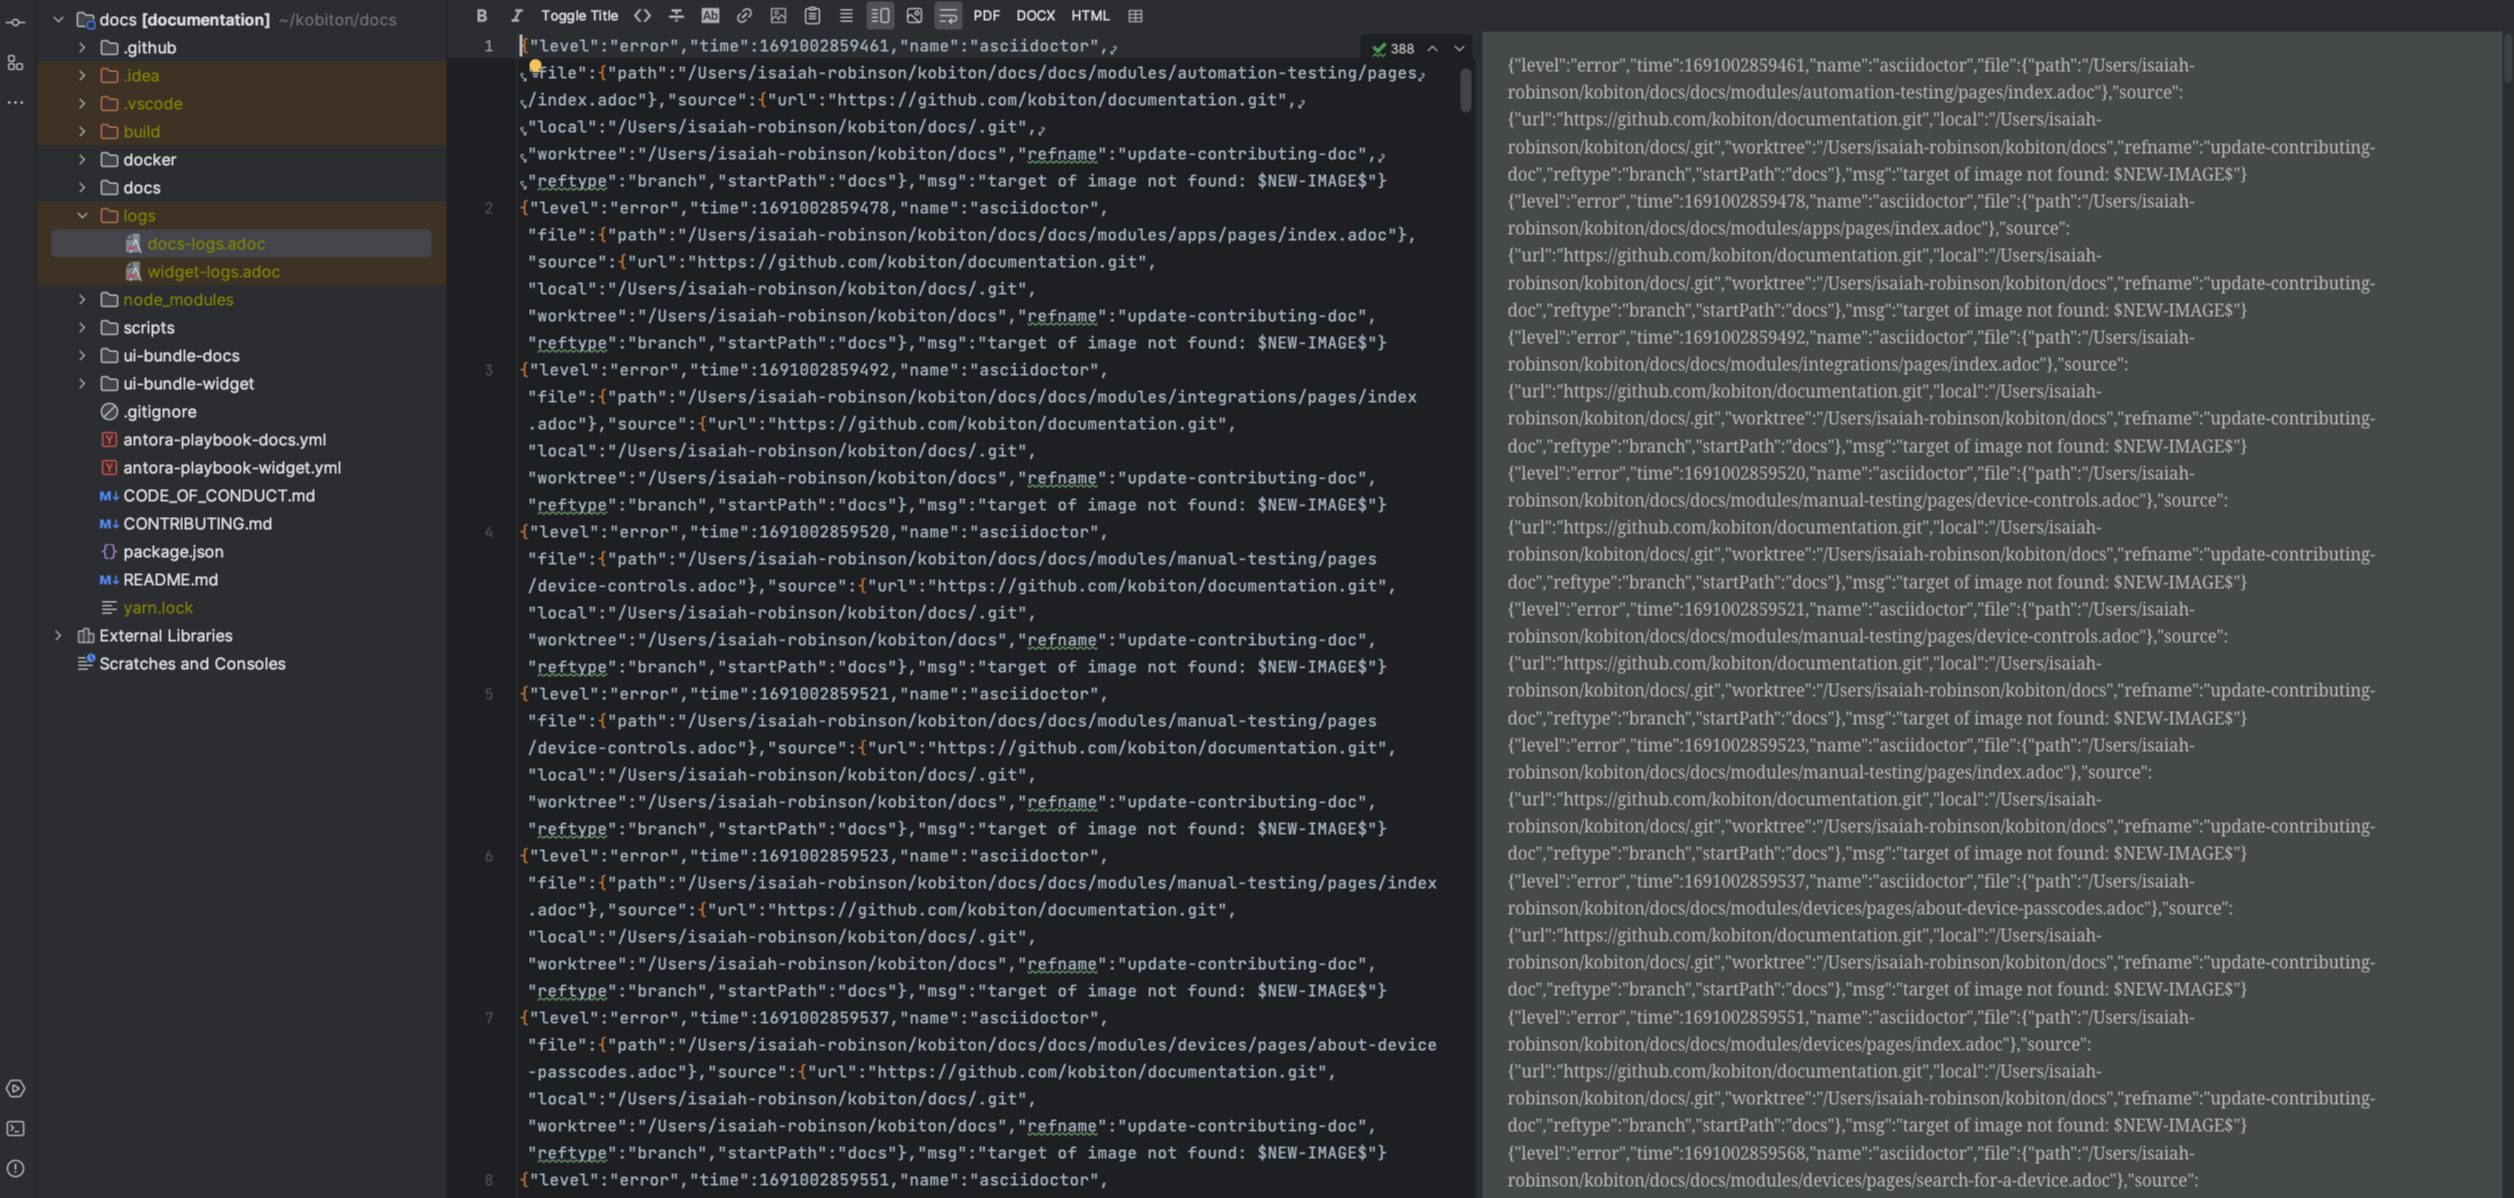 docs [documentation] ~/kobiton/docs
.github
.idea
.vscode
build
docker
docs
logs
docs-logs.adoc
widget-logs.adoc
node_modules
scripts
ui-bundle-docs
ui-bundle-widget
.gitignore
antora-playbook-docs.yml
antora-playbook-widget.yml
CODE_OF_CONDUCT.md
CONTRIBUTING.md
package.json
README.md
yarn.lock
External Libraries
Scratches and Consoles
B I Toggle Title PDF DOCX HTML
388
1 {"level":"error","time":1691002859461,"name":"asciidoctor",
file":{"path":"/Users/isaiah-robinson/kobiton/docs/docs/modules/automation-testing/pages
/index.adoc"},"source":{"url":"https://github.com/kobiton/documentation.git",
"local":"/Users/isaiah-robinson/kobiton/docs/.git",
"worktree":"/Users/isaiah-robinson/kobiton/docs","refname":"update-contributing-doc",
"reftype":"branch","startPath":"docs"},"msg":"target of image not found: $NEW-IMAGE$"}
2 {"level":"error","time":1691002859478,"name":"asciidoctor",
"file":{"path":"/Users/isaiah-robinson/kobiton/docs/docs/modules/apps/pages/index.adoc"},
"source":{"url":"https://github.com/kobiton/documentation.git",
"local":"/Users/isaiah-robinson/kobiton/docs/.git",
"worktree":"/Users/isaiah-robinson/kobiton/docs","refname":"update-contributing-doc",
"reftype":"branch","startPath":"docs"},"msg":"target of image not found: $NEW-IMAGE$"}
3 {"level":"error","time":1691002859492,"name":"asciidoctor",
"file":{"path":"/Users/isaiah-robinson/kobiton/docs/docs/modules/integrations/pages/index
.adoc"},"source":{"url":"https://github.com/kobiton/documentation.git",
"local":"/Users/isaiah-robinson/kobiton/docs/.git",
"worktree":"/Users/isaiah-robinson/kobiton/docs","refname":"update-contributing-doc",
"reftype":"branch","startPath":"docs"},"msg":"target of image not found: $NEW-IMAGE$"}
4 {"level":"error","time":1691002859520,"name":"asciidoctor",
"file":{"path":"/Users/isaiah-robinson/kobiton/docs/docs/modules/manual-testing/pages
/device-controls.adoc"},"source":{"url":"https://github.com/kobiton/documentation.git",
"local":"/Users/isaiah-robinson/kobiton/docs/.git",
"worktree":"/Users/isaiah-robinson/kobiton/docs","refname":"update-contributing-doc",
"reftype":"branch","startPath":"docs"},"msg":"target of image not found: $NEW-IMAGE$"}
5 {"level":"error","time":1691002859521,"name":"asciidoctor",
"file":{"path":"/Users/isaiah-robinson/kobiton/docs/docs/modules/manual-testing/pages
/device-controls.adoc"},"source":{"url":"https://github.com/kobiton/documentation.git",
"local":"/Users/isaiah-robinson/kobiton/docs/.git",
"worktree":"/Users/isaiah-robinson/kobiton/docs","refname":"update-contributing-doc",
"reftype":"branch","startPath":"docs"},"msg":"target of image not found: $NEW-IMAGE$"}
6 {"level":"error","time":1691002859523,"name":"asciidoctor",
"file":{"path":"/Users/isaiah-robinson/kobiton/docs/docs/modules/manual-testing/pages/index
.adoc"},"source":{"url":"https://github.com/kobiton/documentation.git",
"local":"/Users/isaiah-robinson/kobiton/docs/.git",
"worktree":"/Users/isaiah-robinson/kobiton/docs","refname":"update-contributing-doc",
"reftype":"branch","startPath":"docs"},"msg":"target of image not found: $NEW-IMAGE$"}
7 {"level":"error","time":1691002859537,"name":"asciidoctor",
"file":{"path":"/Users/isaiah-robinson/kobiton/docs/docs/modules/devices/pages/about-device
-passcodes.adoc"},"source":{"url":"https://github.com/kobiton/documentation.git",
"local":"/Users/isaiah-robinson/kobiton/docs/.git",
"worktree":"/Users/isaiah-robinson/kobiton/docs","refname":"update-contributing-doc",
"reftype":"branch","startPath":"docs"},"msg":"target of image not found: $NEW-IMAGE$"}
8 {"level":"error","time":1691002859551,"name":"asciidoctor",
{"level":"error","time":1691002859461,"name":"asciidoctor","file":{"path":"/Users/isaiah-
robinson/kobiton/docs/docs/modules/automation-testing/pages/index.adoc"},"source":
{"url":"https://github.com/kobiton/documentation.git","local":"/Users/isaiah-
robinson/kobiton/docs/.git","worktree":"/Users/isaiah-robinson/kobiton/docs","refname":"update-contributing-
doc","reftype":"branch","startPath":"docs"},"msg":"target of image not found: $NEW-IMAGE$"}
{"level":"error","time":1691002859478,"name":"asciidoctor","file":{"path":"/Users/isaiah-
robinson/kobiton/docs/docs/modules/apps/pages/index.adoc"},"source":
{"url":"https://github.com/kobiton/documentation.git","local":"/Users/isaiah-
robinson/kobiton/docs/.git","worktree":"/Users/isaiah-robinson/kobiton/docs","refname":"update-contributing-
doc","reftype":"branch","startPath":"docs"},"msg":"target of image not found: $NEW-IMAGE$"}
{"level":"error","time":1691002859492,"name":"asciidoctor","file":{"path":"/Users/isaiah-
robinson/kobiton/docs/docs/modules/integrations/pages/index.adoc"},"source":
{"url":"https://github.com/kobiton/documentation.git","local":"/Users/isaiah-
robinson/kobiton/docs/.git","worktree":"/Users/isaiah-robinson/kobiton/docs","refname":"update-contributing-
doc","reftype":"branch","startPath":"docs"},"msg":"target of image not found: $NEW-IMAGE$"}
{"level":"error","time":1691002859520,"name":"asciidoctor","file":{"path":"/Users/isaiah-
robinson/kobiton/docs/docs/modules/manual-testing/pages/device-controls.adoc"},"source":
{"url":"https://github.com/kobiton/documentation.git","local":"/Users/isaiah-
robinson/kobiton/docs/.git","worktree":"/Users/isaiah-robinson/kobiton/docs","refname":"update-contributing-
doc","reftype":"branch","startPath":"docs"},"msg":"target of image not found: $NEW-IMAGE$"}
{"level":"error","time":1691002859521,"name":"asciidoctor","file":{"path":"/Users/isaiah-
robinson/kobiton/docs/docs/modules/manual-testing/pages/device-controls.adoc"},"source":
{"url":"https://github.com/kobiton/documentation.git","local":"/Users/isaiah-
robinson/kobiton/docs/.git","worktree":"/Users/isaiah-robinson/kobiton/docs","refname":"update-contributing-
doc","reftype":"branch","startPath":"docs"},"msg":"target of image not found: $NEW-IMAGE$"}
{"level":"error","time":1691002859523,"name":"asciidoctor","file":{"path":"/Users/isaiah-
robinson/kobiton/docs/docs/modules/manual-testing/pages/index.adoc"},"source":
{"url":"https://github.com/kobiton/documentation.git","local":"/Users/isaiah-
robinson/kobiton/docs/.git","worktree":"/Users/isaiah-robinson/kobiton/docs","refname":"update-contributing-
doc","reftype":"branch","startPath":"docs"},"msg":"target of image not found: $NEW-IMAGE$"}
{"level":"error","time":1691002859537,"name":"asciidoctor","file":{"path":"/Users/isaiah-
robinson/kobiton/docs/docs/modules/devices/pages/about-device-passcodes.adoc"},"source":
{"url":"https://github.com/kobiton/documentation.git","local":"/Users/isaiah-
robinson/kobiton/docs/.git","worktree":"/Users/isaiah-robinson/kobiton/docs","refname":"update-contributing-
doc","reftype":"branch","startPath":"docs"},"msg":"target of image not found: $NEW-IMAGE$"}
{"level":"error","time":1691002859551,"name":"asciidoctor","file":{"path":"/Users/isaiah-
robinson/kobiton/docs/docs/modules/devices/pages/index.adoc"},"source":
{"url":"https://github.com/kobiton/documentation.git","local":"/Users/isaiah-
robinson/kobiton/docs/.git","worktree":"/Users/isaiah-robinson/kobiton/docs","refname":"update-contributing-
doc","reftype":"branch","startPath":"docs"},"msg":"target of image not found: $NEW-IMAGE$"}
{"level":"error","time":1691002859568,"name":"asciidoctor","file":{"path":"/Users/isaiah-
robinson/kobiton/docs/docs/modules/devices/pages/search-for-a-device.adoc"},"source":